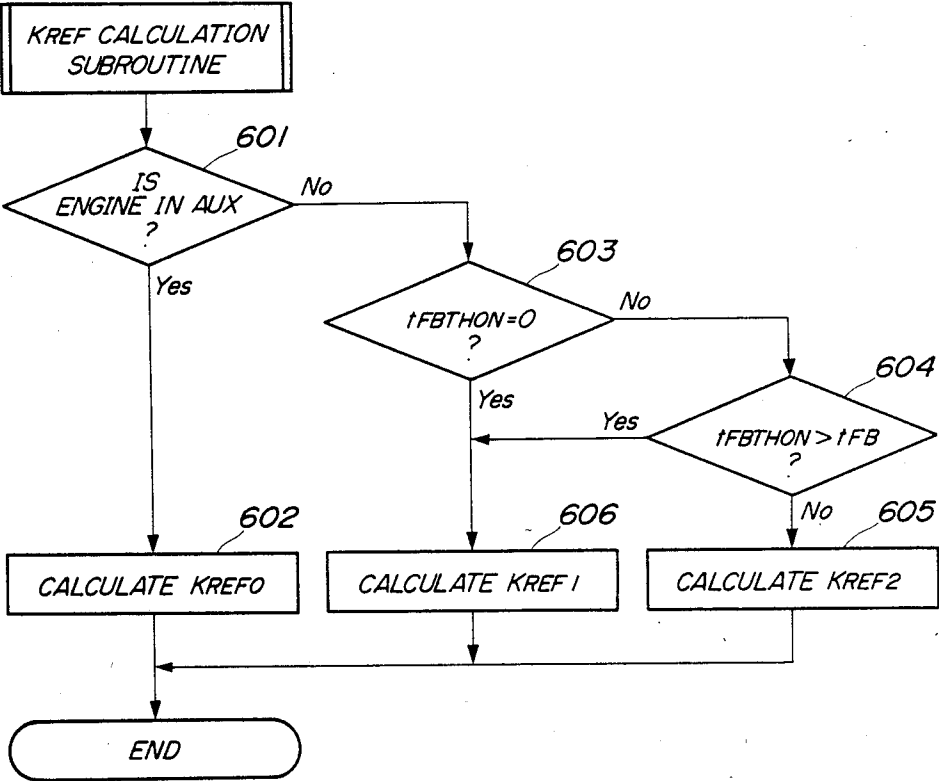 KREF CALCULATION
SUBROUTINE
601
IS
ENGINE IN AUX
?
No
Yes
603
tFBTHON=0
?
No
Yes
604
tFBTHON>tFB
?
Yes
No
602
CALCULATE KREF0
606
CALCULATE KREF1
605
CALCULATE KREF2
END